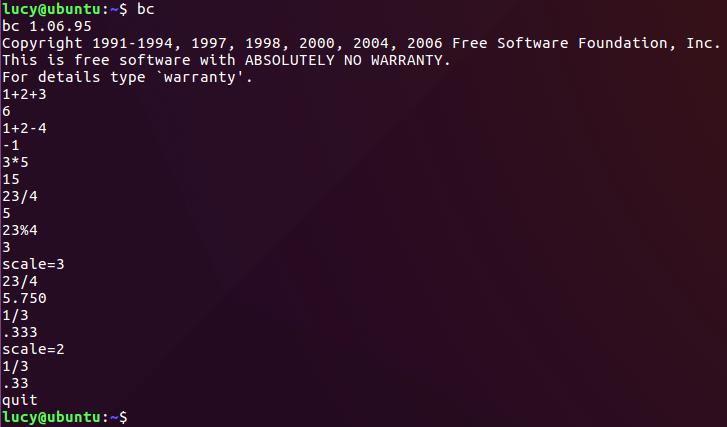 lucy@ubuntu:~$ bc
bc 1.06.95
Copyright 1991-1994, 1997, 1998, 2000, 2004, 2006 Free Software Foundation, Inc.
This is free software with ABSOLUTELY NO WARRANTY.
For details type `warranty'.
1+2+3
6
1+2-4
-1
3*5
15
23/4
5
23%4
3
scale=3
23/4
5.750
1/3
.333
scale=2
1/3
.33
quit
lucy@ubuntu:~$